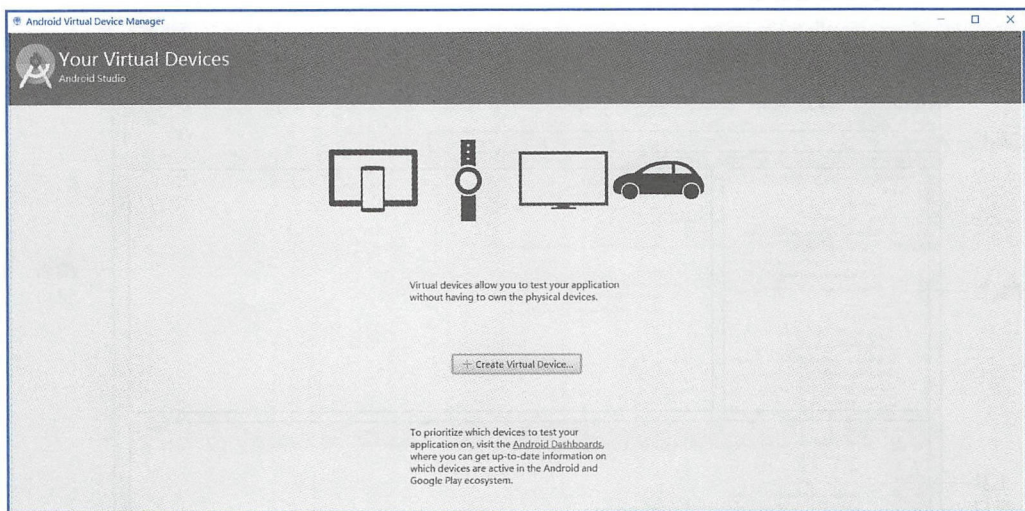 Android Virtual Device Manager
Your Virtual Devices
Android Studio
Virtual devices allow you to test your application
without having to own the physical devices.
+ Create Virtual Device...
To prioritize which devices to test your
application on, visit the Android Dashboards,
where you can get up-to-date information on
which devices are active in the Android and
Google Play ecosystem.